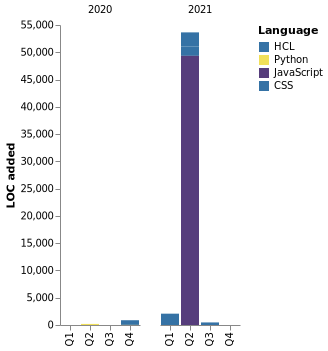 2020 2021
LOC added
55,000
50,000
45,000
40,000
35,000
30,000
25,000
20,000
15,000
10,000
5,000
0
Q1 Q2 Q3 Q4 Q1 Q2 Q3 Q4
Language
HCL
Python
JavaScript
CSS